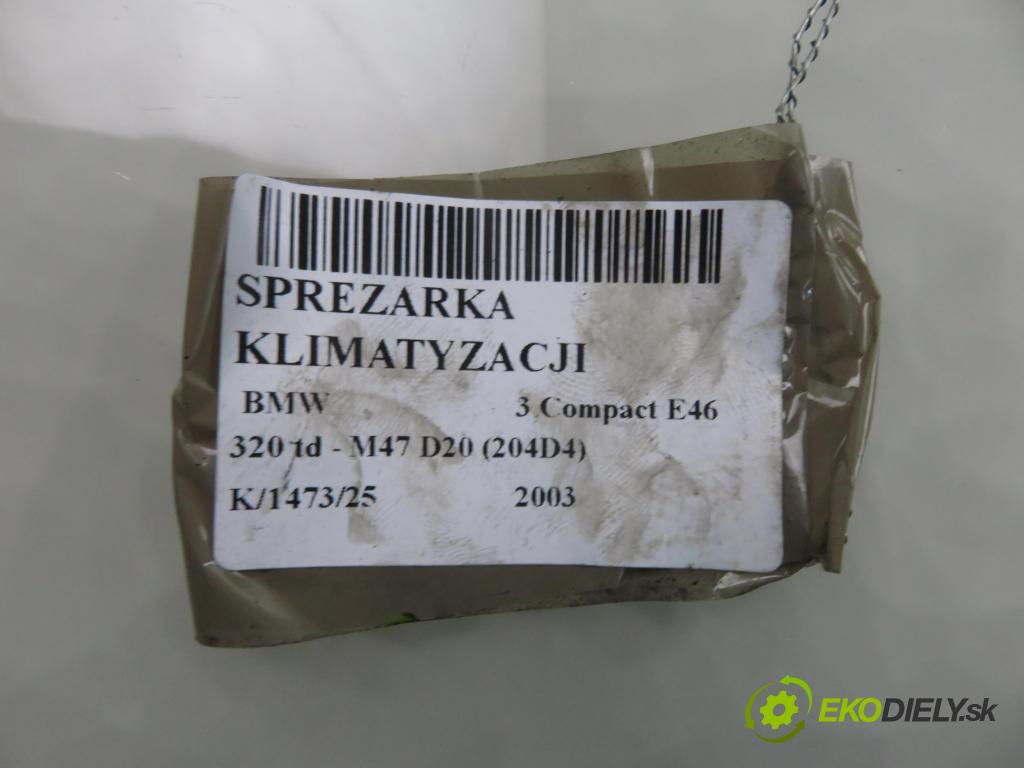 SPREZARKA
KLIMATYZACJI
BMW 3 Compact E46
320 td - M47 D20 (204D4)
K/1473/25 2003
EKODIELY.sk